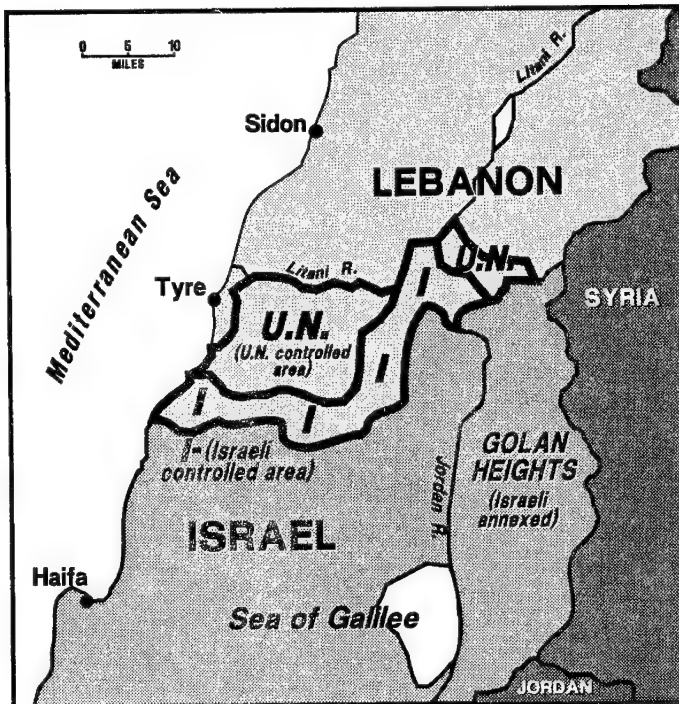 0 5 10
MILES
Litani R.
Sidon
LEBANON
Mediterranean Sea
U.N.
I
Litani R.
Tyre
SYRIA
U.N.
(U.N. controlled
area)
I
I
I
I-(Israeli
controlled area)
GOLAN
HEIGHTS
(Israeli
annexed)
Jordan R.
ISRAEL
Haifa
Sea of Galilee
JORDAN